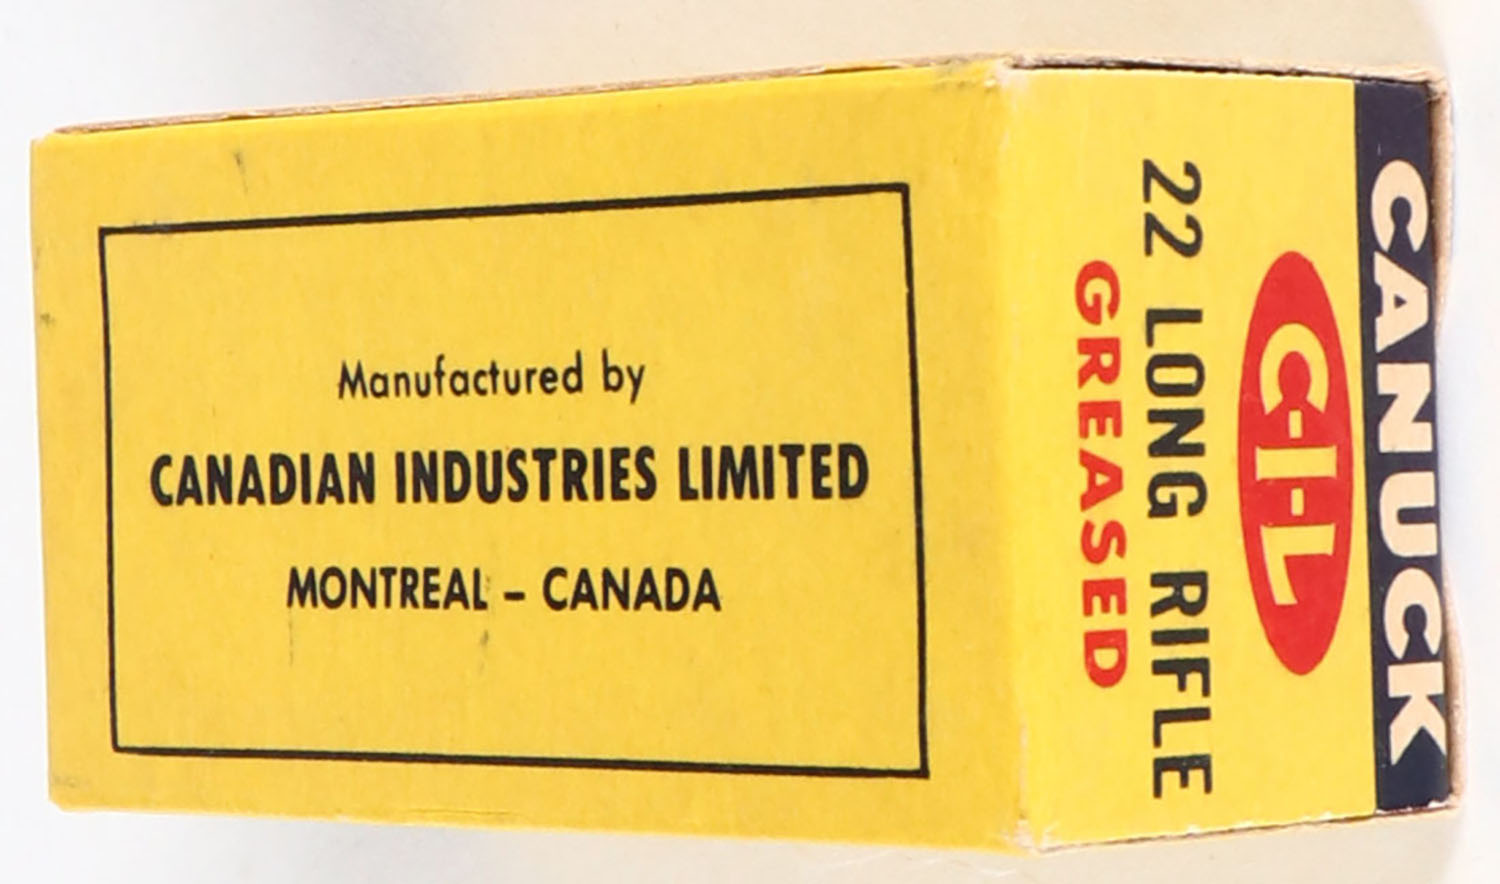 Manufactured by
CANADIAN INDUSTRIES LIMITED
MONTREAL – CANADA
CANUCK
C-I-L
22 LONG RIFLE
GREASED